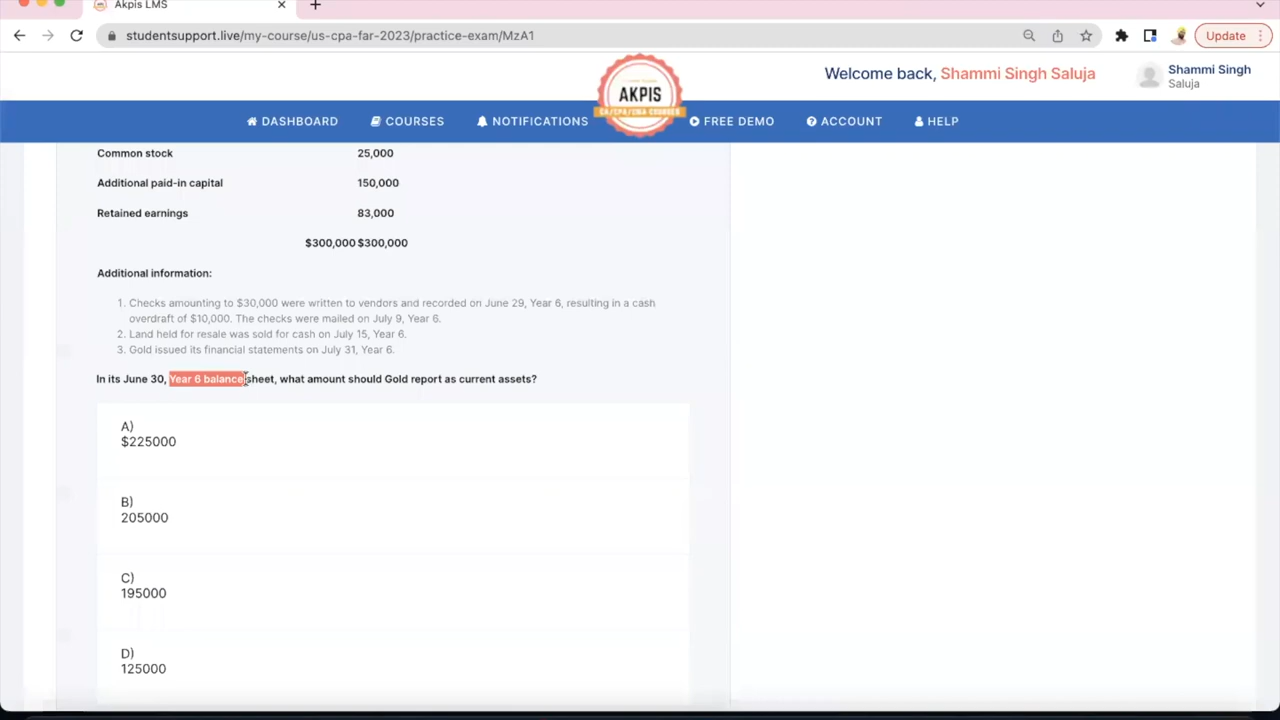 Akpis LMS
studentsupport.live/my-course/us-cpa-far-2023/practice-exam/MzA1
Update
AKPIS
CA/CPA/CMA COURSES
Welcome back, Shammi Singh Saluja
Shammi Singh
Saluja
DASHBOARD
COURSES
NOTIFICATIONS
FREE DEMO
ACCOUNT
HELP
Common stock 25,000
Additional paid-in capital 150,000
Retained earnings 83,000
$300,000 $300,000
Additional information:
1. Checks amounting to $30,000 were written to vendors and recorded on June 29, Year 6, resulting in a cash
overdraft of $10,000. The checks were mailed on July 9, Year 6.
2. Land held for resale was sold for cash on July 15, Year 6.
3. Gold issued its financial statements on July 31, Year 6.
In its June 30, Year 6 balance sheet, what amount should Gold report as current assets?
A)
$225000
B)
205000
C)
195000
D)
125000